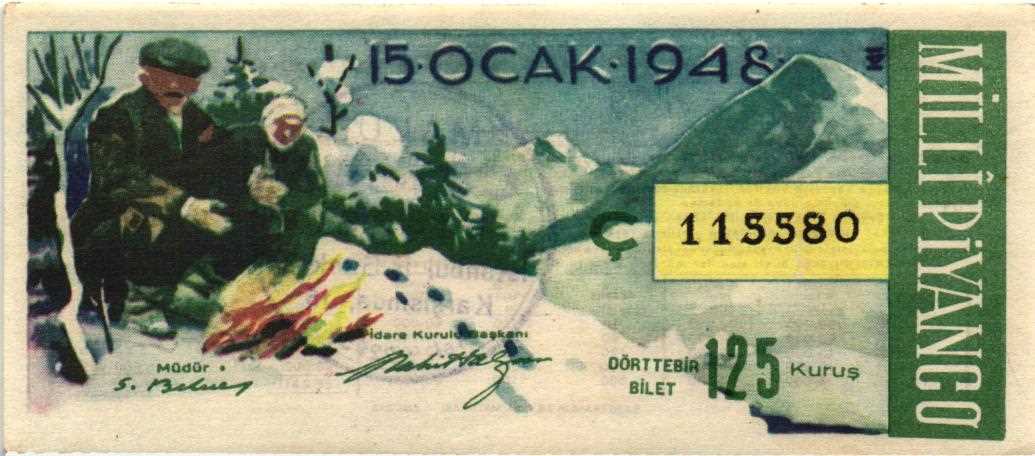 15·OCAK·1948
MİLLÎ PİYANGO
Ç 115580
İdare Kurulu Başkanı
Müdür
DÖRTTEBİR
BİLET
125 Kuruş